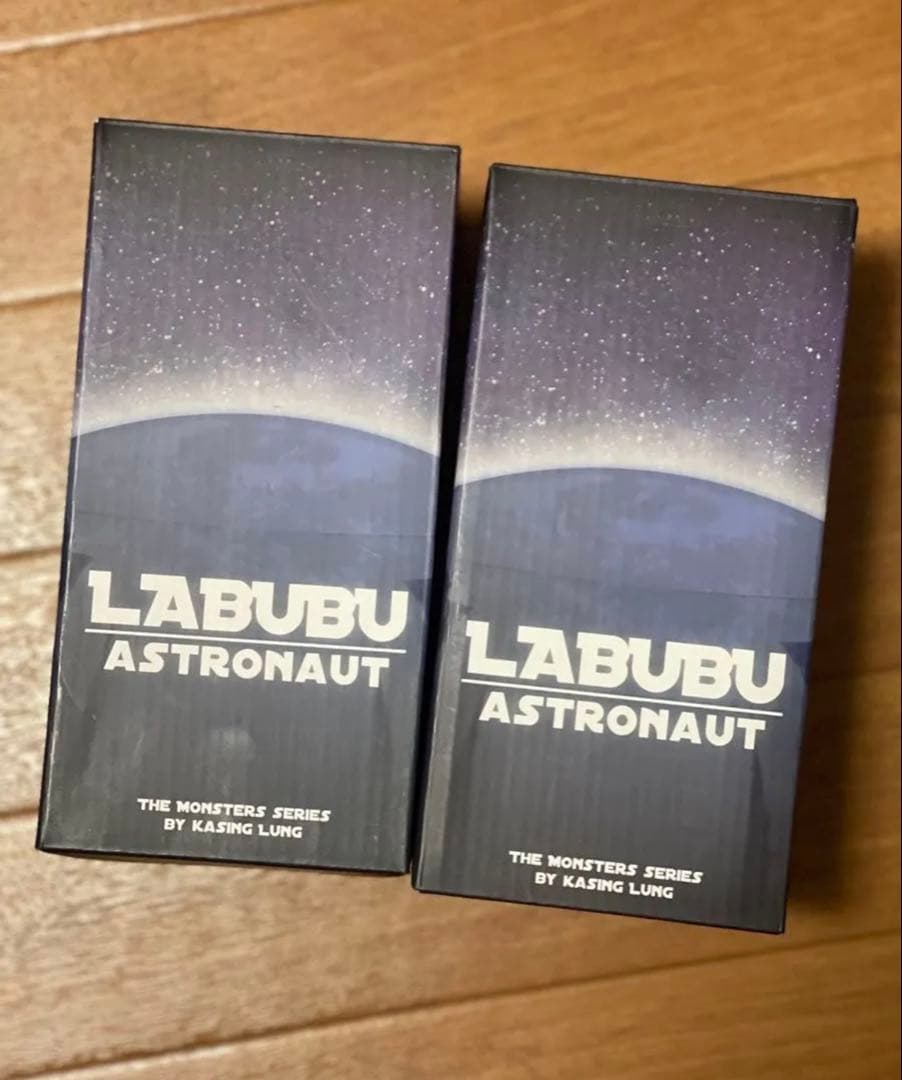 LABUBU
ASTRONAUT
THE MONSTERS SERIES
BY KASING LUNG
LABUBU
ASTRONAUT
THE MONSTERS SERIES
BY KASING LUNG